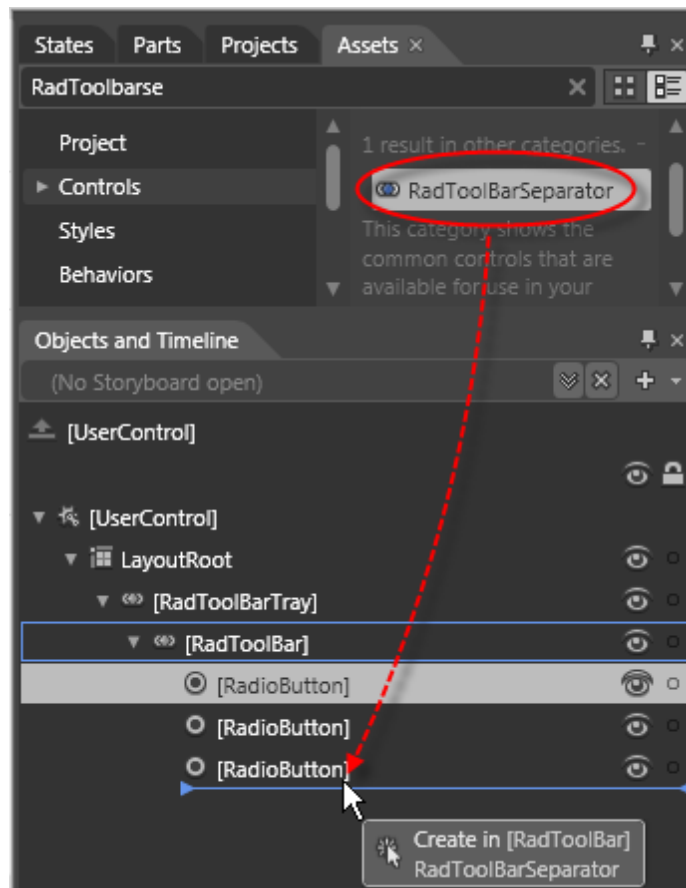 States Parts Projects Assets
RadToolbarse
Project
Controls
Styles
Behaviors
1 result in other categories.
RadToolBarSeparator
This category shows the
common controls that are
available for use in your
Objects and Timeline
(No Storyboard open)
[UserControl]
[UserControl]
LayoutRoot
[RadToolBarTray]
[RadToolBar]
[RadioButton]
[RadioButton]
[RadioButton]
Create in [RadToolBar]
RadToolBarSeparator